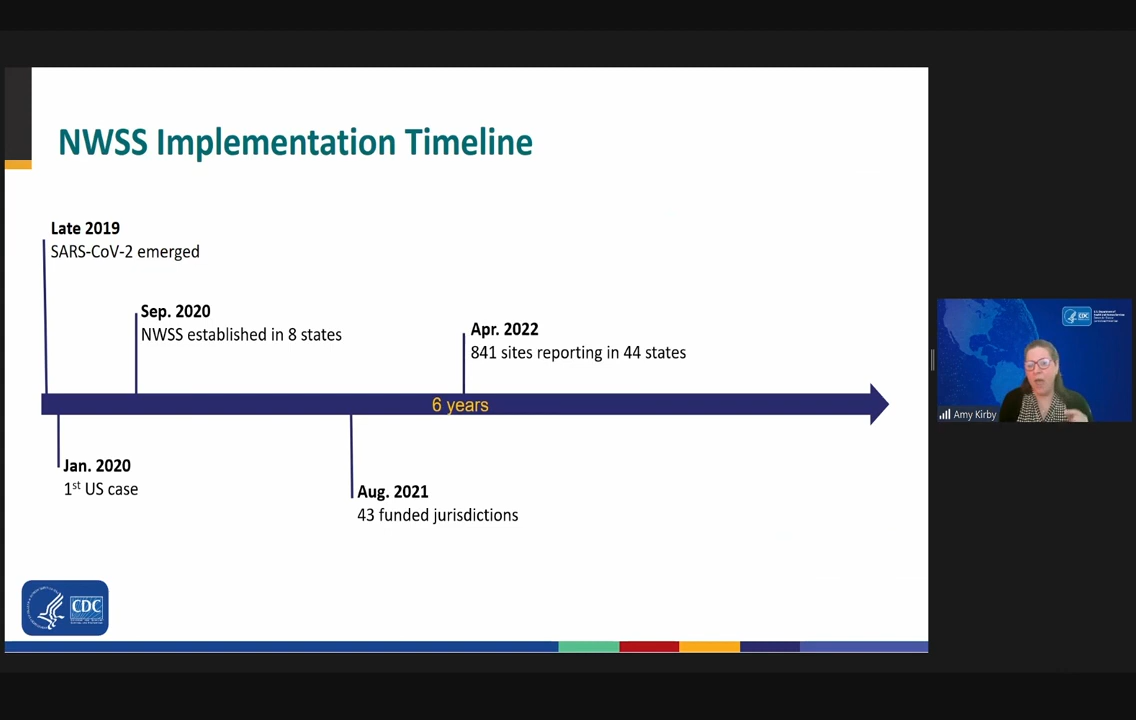 NWSS Implementation Timeline
Late 2019
SARS-CoV-2 emerged
Sep. 2020
NWSS established in 8 states
Apr. 2022
841 sites reporting in 44 states
6 years
Jan. 2020
1st US case
Aug. 2021
43 funded jurisdictions
CDC
CDC
Amy Kirby